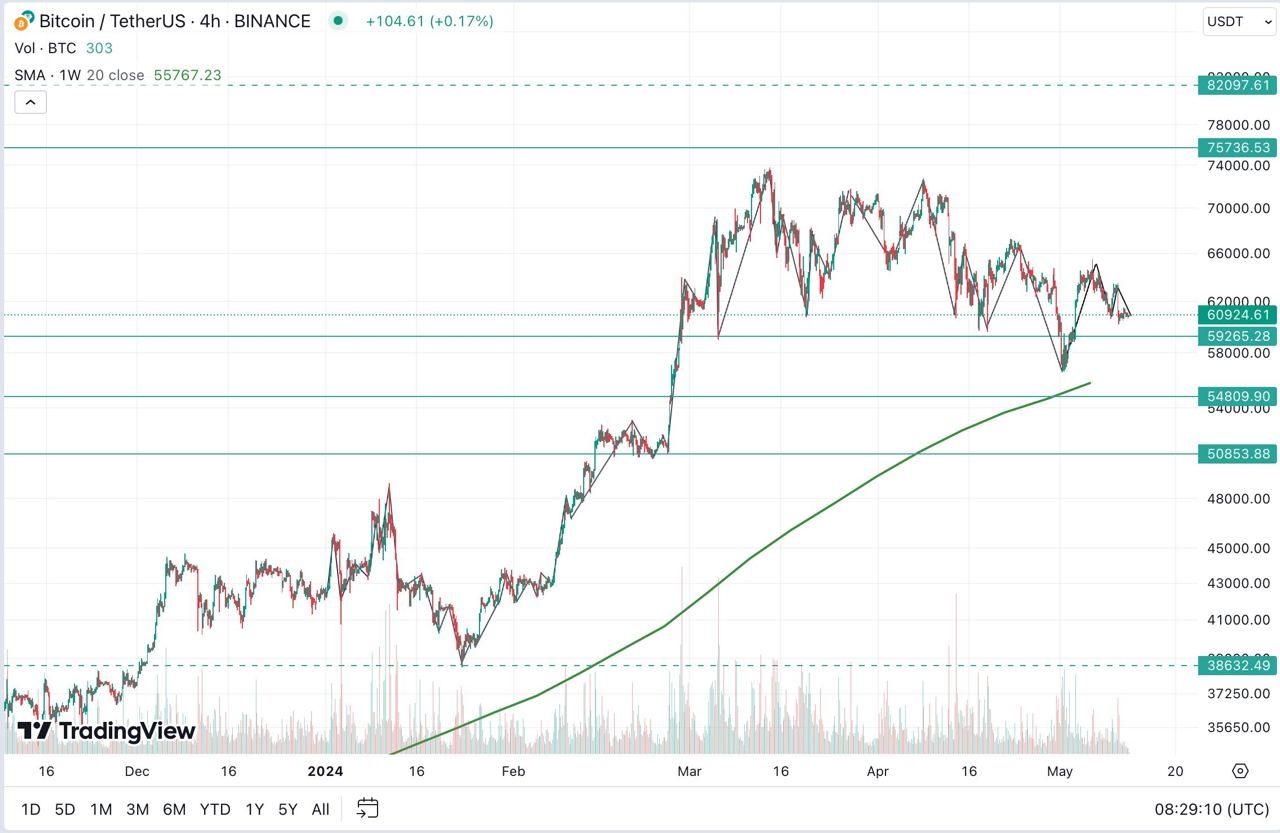 Bitcoin / TetherUS · 4h · BINANCE +104.61 (+0.17%)
USDT
Vol · BTC 303
SMA · 1W 20 close 55767.23
82097.61
78000.00
75736.53
74000.00
70000.00
66000.00
62000.00
60924.61
59265.28
58000.00
54809.90
54000.00
50853.88
48000.00
45000.00
43000.00
41000.00
38632.49
37250.00
35650.00
TradingView
16 Dec 16 2024 16 Feb Mar 16 Apr 16 May 20
1D 5D 1M 3M 6M YTD 1Y 5Y All
08:29:10 (UTC)